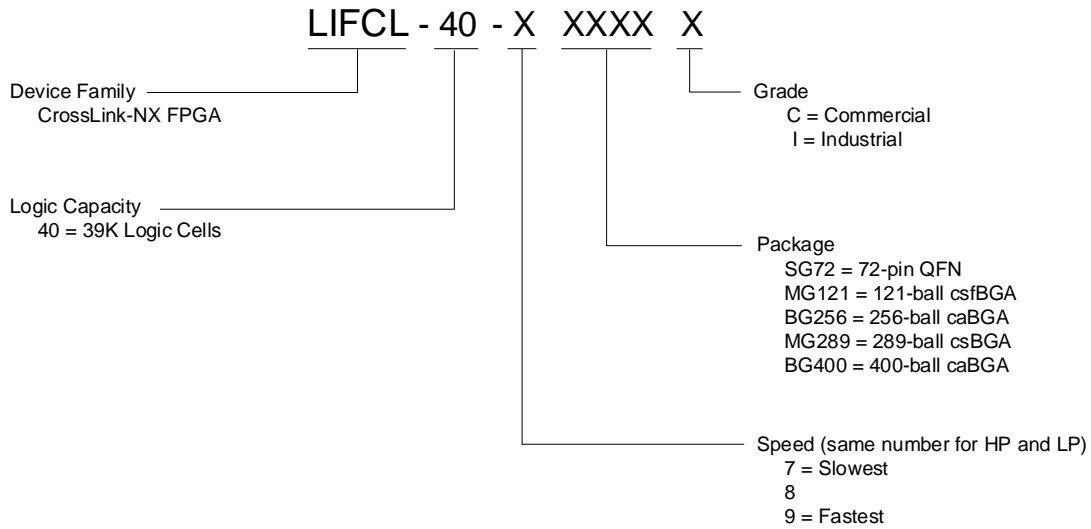 LIFCL - 40 - X XXXX X
Device Family
CrossLink-NX FPGA
Logic Capacity
40 = 39K Logic Cells
Grade
C = Commercial
I = Industrial
Package
SG72 = 72-pin QFN
MG121 = 121-ball csfBGA
BG256 = 256-ball caBGA
MG289 = 289-ball csBGA
BG400 = 400-ball caBGA
Speed (same number for HP and LP)
7 = Slowest
8
9 = Fastest